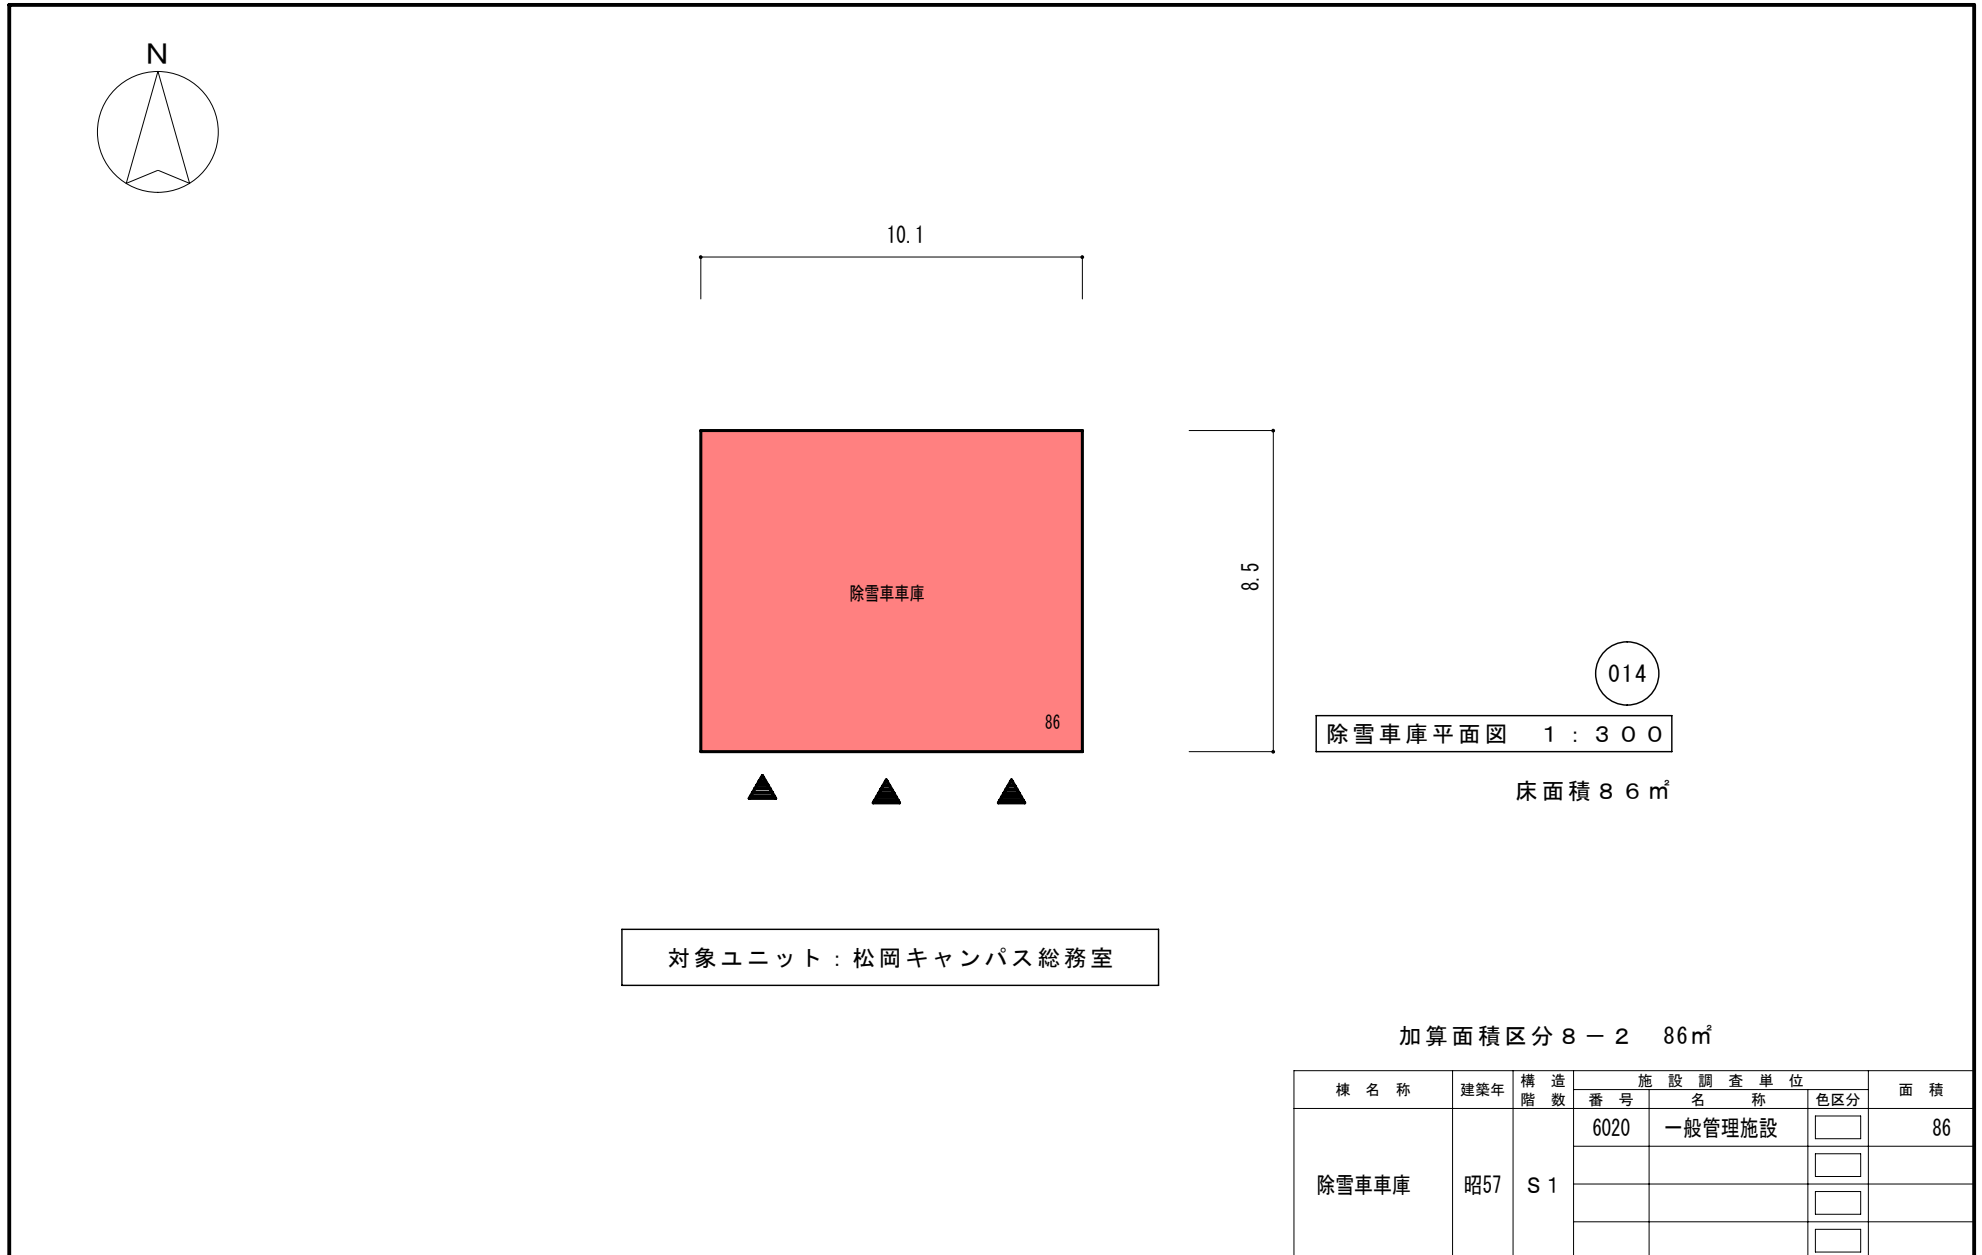 N
10.1
除雪車車庫
8.5
86
014
除雪車庫平面図　１：３００
床面積８６㎡
対象ユニット：松岡キャンパス総務室
加算面積区分８－２　86㎡
棟　名　称
建築年
構　造
階　数
施　設　調　査　単　位
番　号
名　　　称
色区分
面　積
除雪車車庫
昭57
Ｓ１
6020
一般管理施設
86